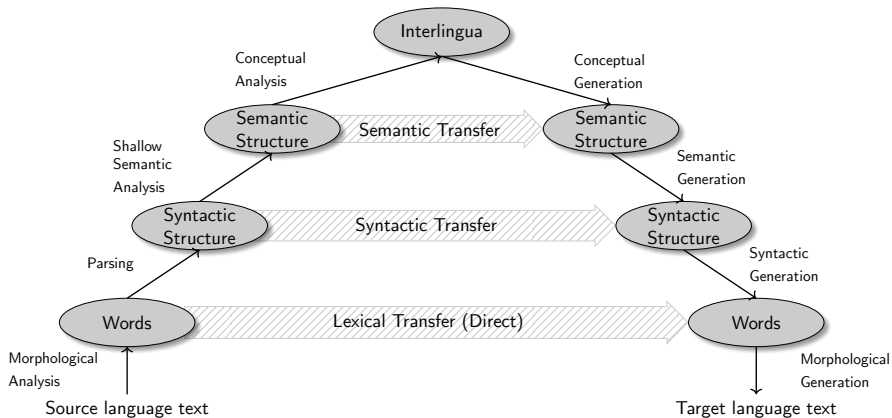 Interlingua
Conceptual
Analysis
Conceptual
Generation
Semantic
Structure
Semantic Transfer
Semantic
Structure
Shallow
Semantic
Analysis
Semantic
Generation
Syntactic
Structure
Syntactic Transfer
Syntactic
Structure
Parsing
Syntactic
Generation
Words
Lexical Transfer (Direct)
Words
Morphological
Analysis
Morphological
Generation
Source language text
Target language text